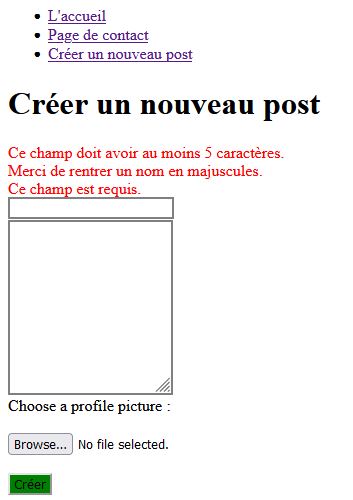 L'accueil
Page de contact
Créer un nouveau post
Créer un nouveau post
Ce champ doit avoir au moins 5 caractères.
Merci de rentrer un nom en majuscules.
Ce champ est requis.
Choose a profile picture :
Browse... No file selected.
Créer